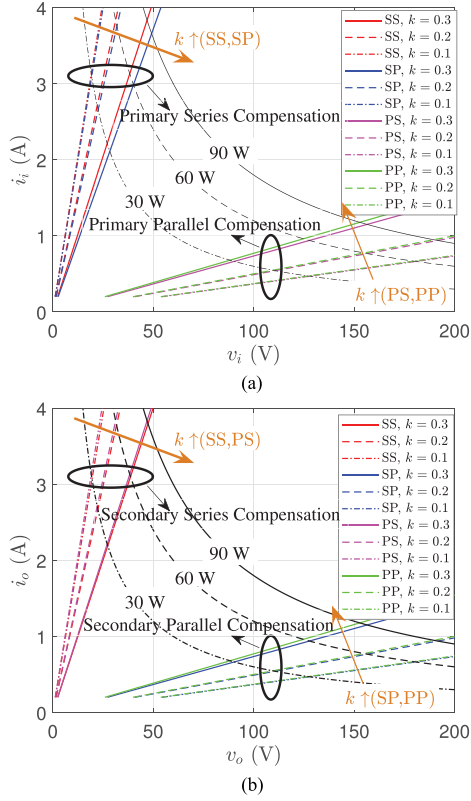 4
3
2
1
0
i_i (A)
k ↑(SS,SP)
Primary Series Compensation
90 W
60 W
30 W
Primary Parallel Compensation
k ↑(PS,PP)
SS, k = 0.3
SS, k = 0.2
SS, k = 0.1
SP, k = 0.3
SP, k = 0.2
SP, k = 0.1
PS, k = 0.3
PS, k = 0.2
PS, k = 0.1
PP, k = 0.3
PP, k = 0.2
PP, k = 0.1
0 50 100 150 200
v_i (V)
(a)
4
3
2
1
0
i_o (A)
k ↑(SS,PS)
Secondary Series Compensation
90 W
60 W
30 W
Secondary Parallel Compensation
k ↑(SP,PP)
SS, k = 0.3
SS, k = 0.2
SS, k = 0.1
SP, k = 0.3
SP, k = 0.2
SP, k = 0.1
PS, k = 0.3
PS, k = 0.2
PS, k = 0.1
PP, k = 0.3
PP, k = 0.2
PP, k = 0.1
0 50 100 150 200
v_o (V)
(b)